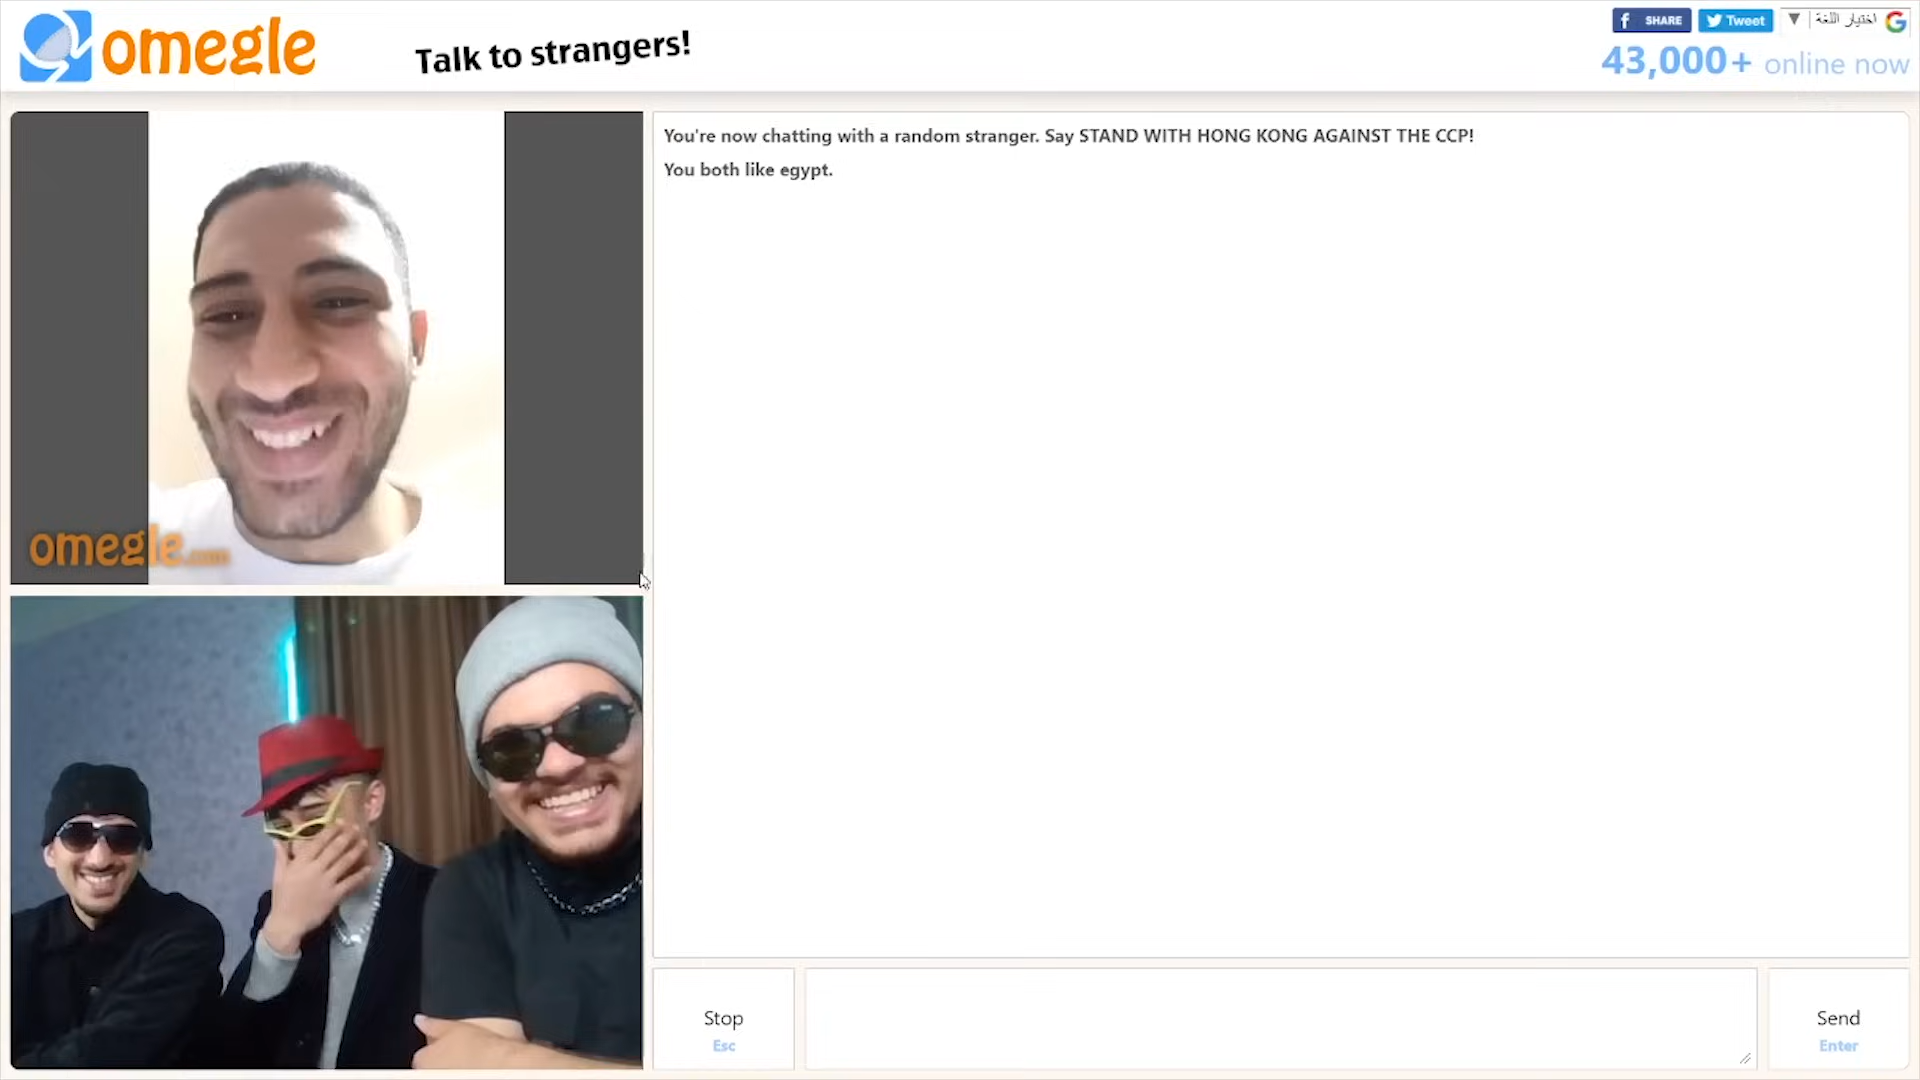 omegle
Talk to strangers!
SHARE
Tweet
اختيار اللغة
43,000+ online now
You're now chatting with a random stranger. Say STAND WITH HONG KONG AGAINST THE CCP!
You both like egypt.
omegle.com
Stop
Esc
Send
Enter